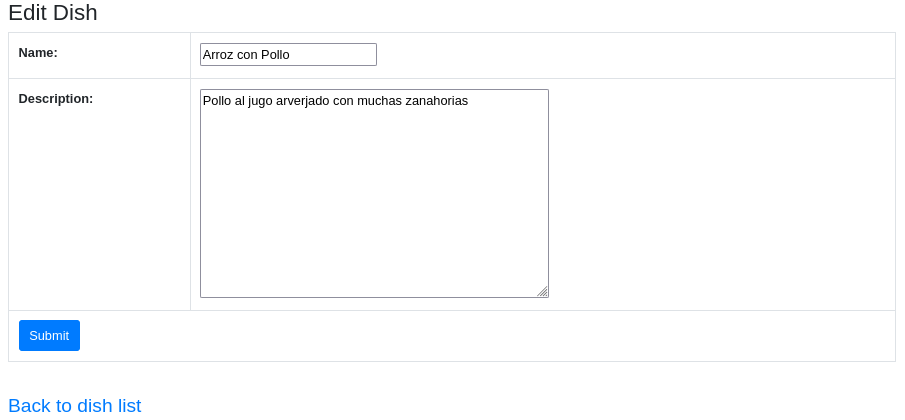 Edit Dish
Name:
Arroz con Pollo
Description:
Pollo al jugo arverjado con muchas zanahorias
Submit
Back to dish list